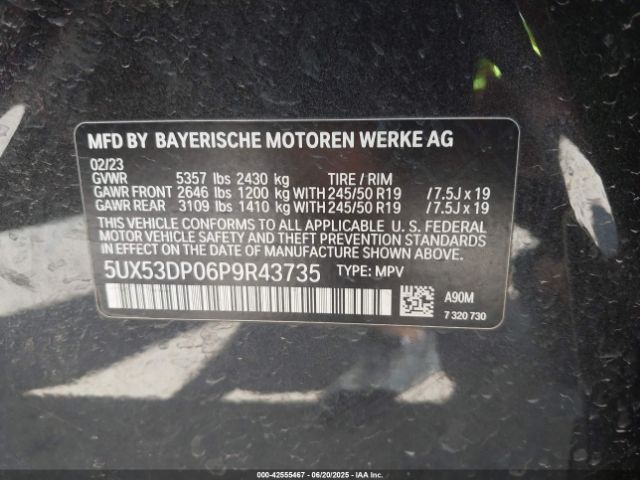 MFD BY BAYERISCHE MOTOREN WERKE AG
02/23
GVWR 5357 lbs 2430 kg TIRE / RIM
GAWR FRONT 2646 lbs 1200 kg WITH 245/50 R19 /7.5J x 19
GAWR REAR 3109 lbs 1410 kg WITH 245/50 R19 /7.5J x 19
THIS VEHICLE CONFORMS TO ALL APPLICABLE U. S. FEDERAL
MOTOR VEHICLE SAFETY, BUMPER, AND THEFT PREVENTION STANDARDS IN
EFFECT ON THE DATE OF MANUFACTURE SHOWN ABOVE.
5UX53DP06P9R43735 TYPE: MPV
A90M
7 320 730
000-42555467 - 06/20/2025 - IAAI.COM